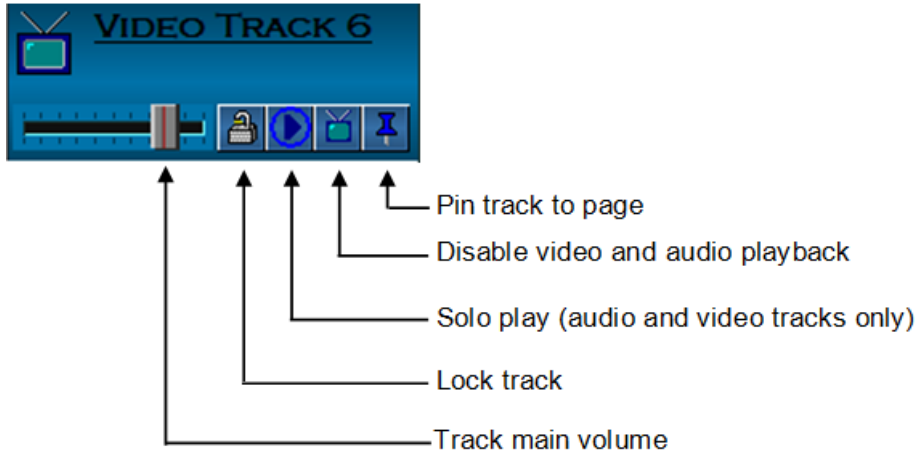 VIDEO TRACK 6
Pin track to page
Disable video and audio playback
Solo play (audio and video tracks only)
Lock track
Track main volume